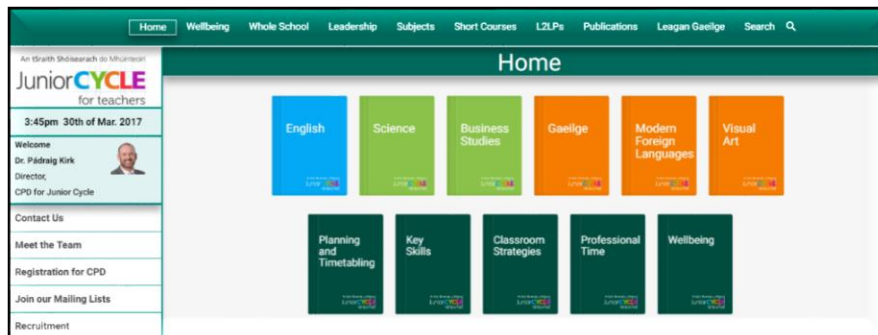 Home Wellbeing Whole School Leadership Subjects Short Courses L2LPs Publications Leagan Gaeilge Search
An tSraith Shóisearach do Mhúinteoirí
JuniorCYCLE
for teachers
3:45pm 30th of Mar. 2017
Welcome
Dr. Pádraig Kirk
Director,
CPD for Junior Cycle
Contact Us
Meet the Team
Registration for CPD
Join our Mailing Lists
Recruitment
Home
English
Science
Business
Studies
Gaeilge
Modern
Foreign
Languages
Visual
Art
Planning
and
Timetabling
Key
Skills
Classroom
Strategies
Professional
Time
Wellbeing